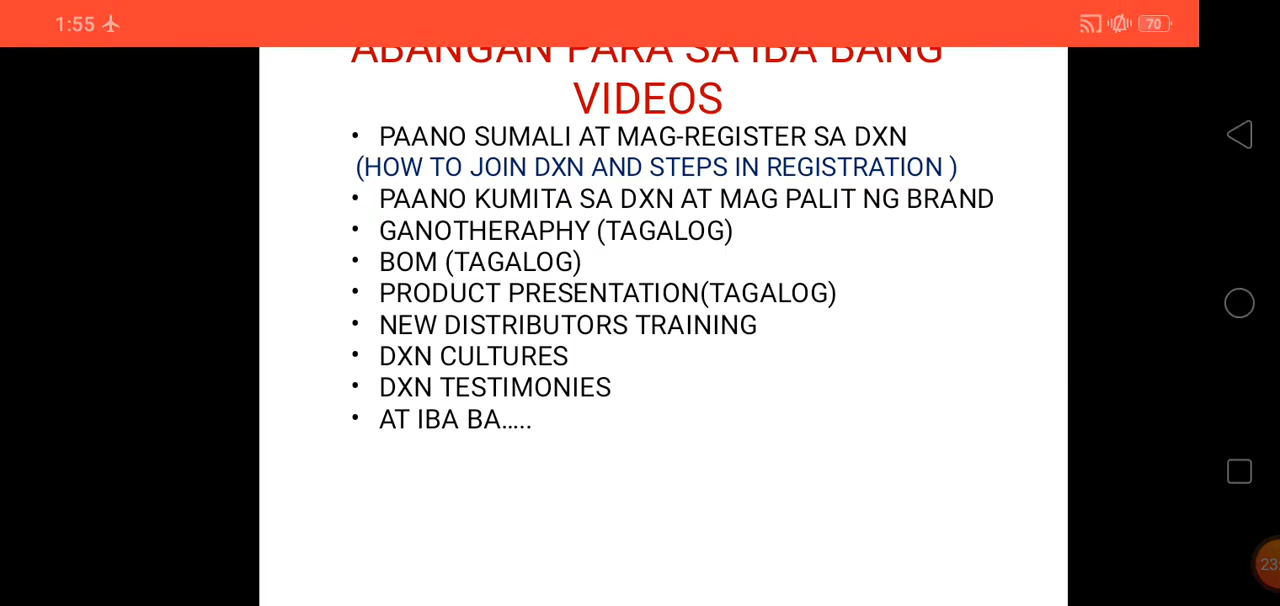 1:55
70
ABANGAN PARA SA IBA BANG
VIDEOS
• PAANO SUMALI AT MAG-REGISTER SA DXN
(HOW TO JOIN DXN AND STEPS IN REGISTRATION )
• PAANO KUMITA SA DXN AT MAG PALIT NG BRAND
• GANOTHERAPHY (TAGALOG)
• BOM (TAGALOG)
• PRODUCT PRESENTATION(TAGALOG)
• NEW DISTRIBUTORS TRAINING
• DXN CULTURES
• DXN TESTIMONIES
• AT IBA BA…..